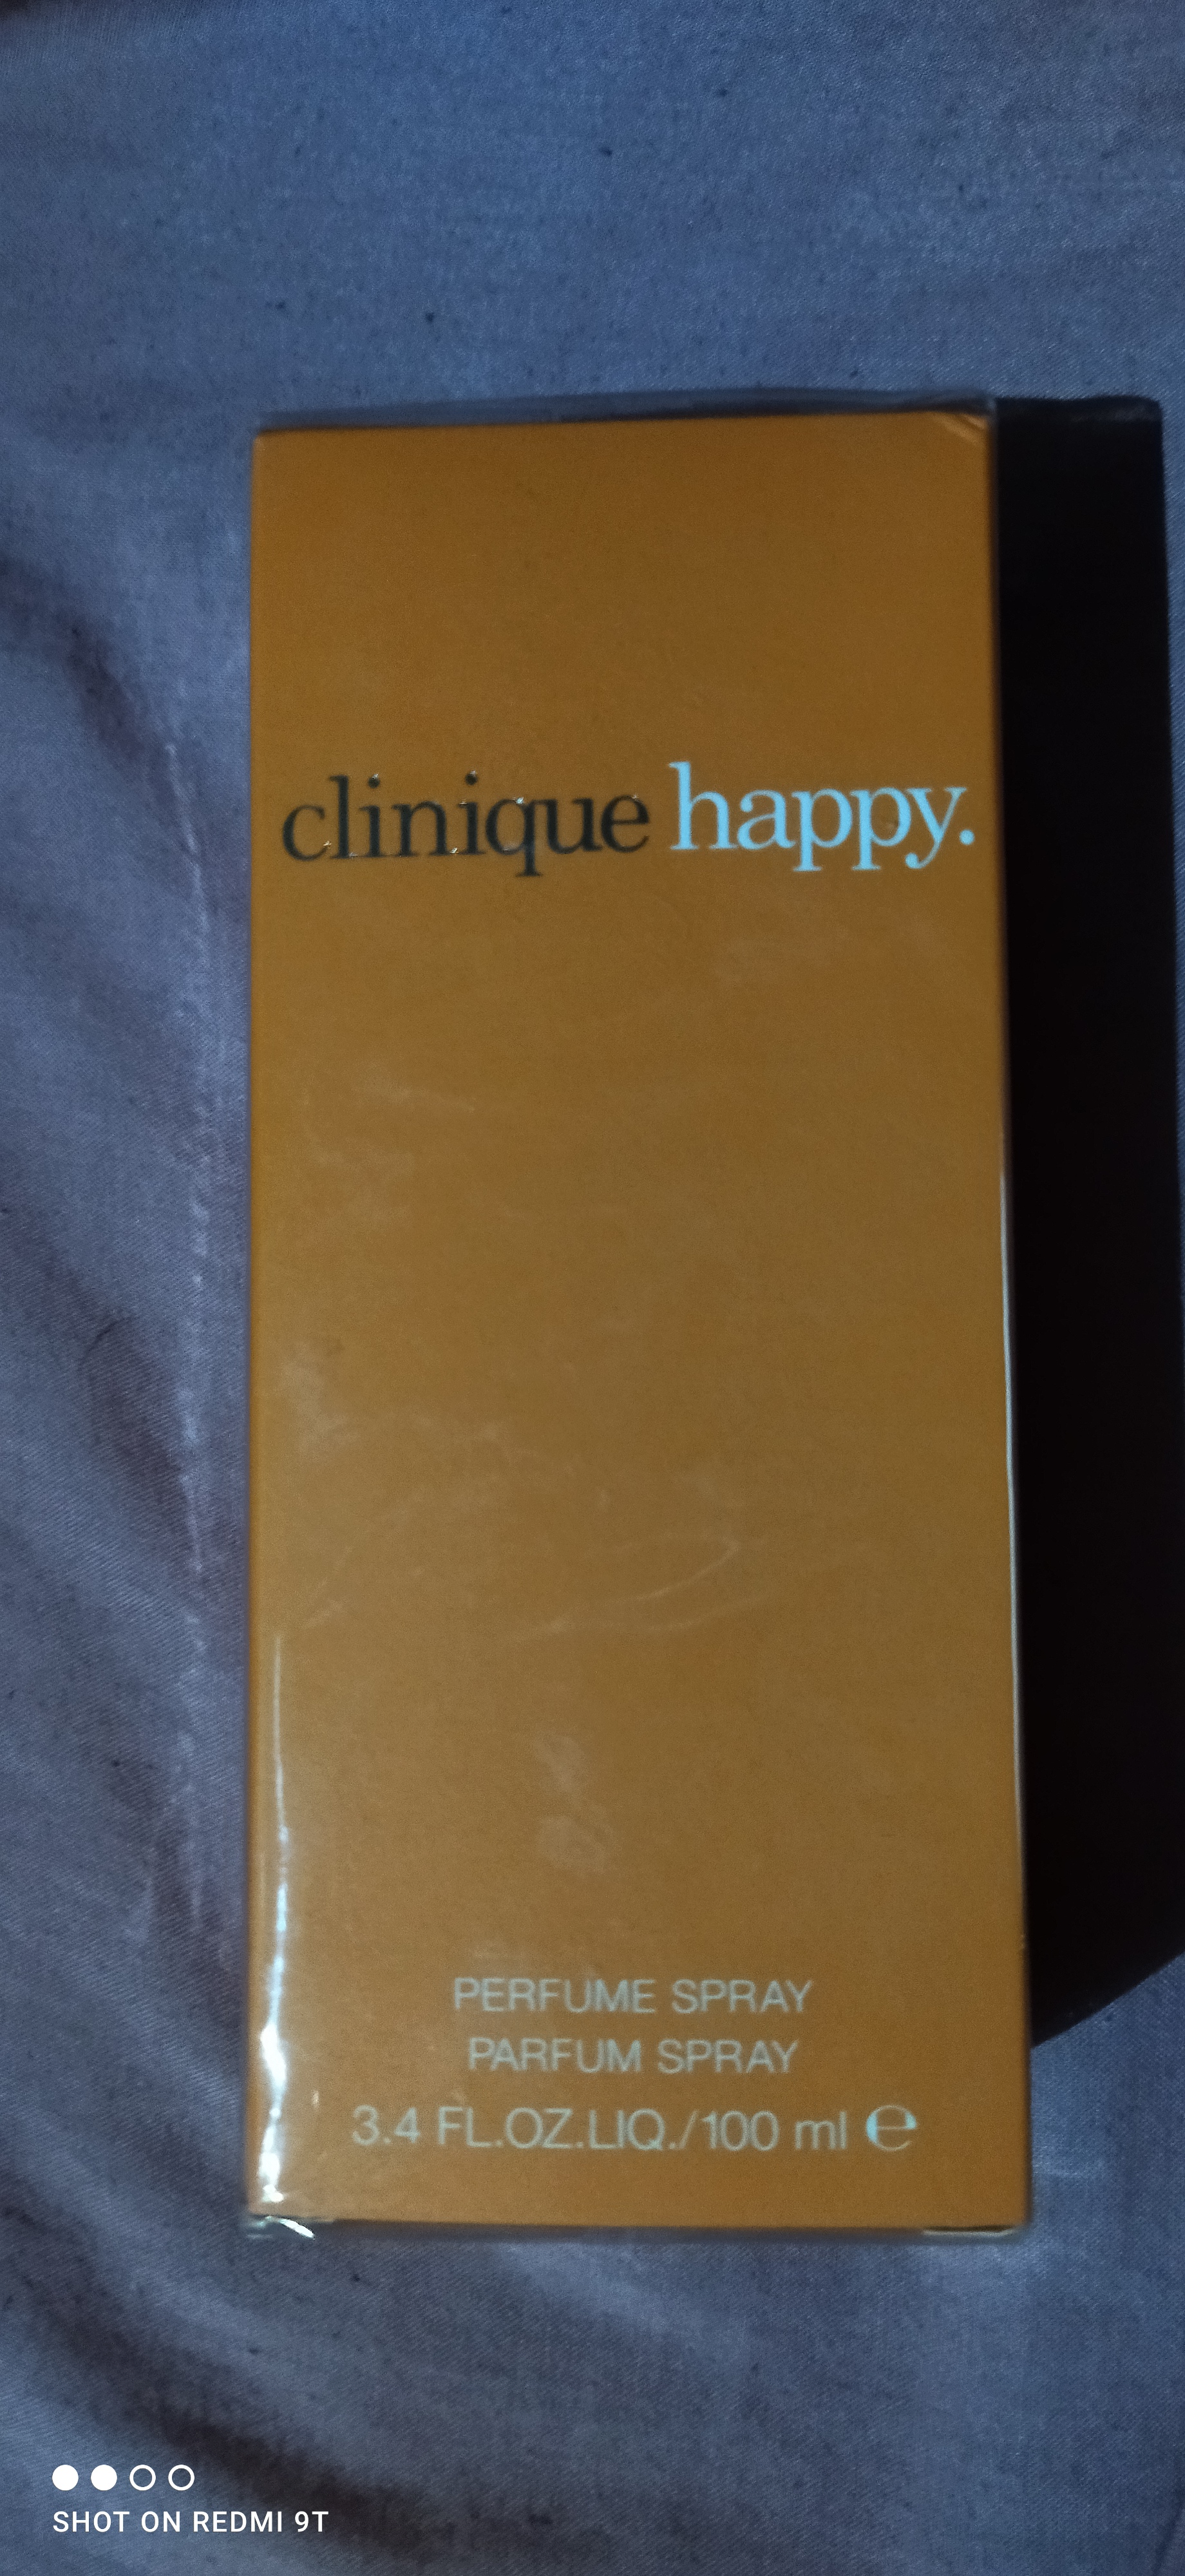 clinique happy.
PERFUME SPRAY
PARFUM SPRAY
3.4 FL.OZ.LIQ./100 ml ℮
SHOT ON REDMI 9T